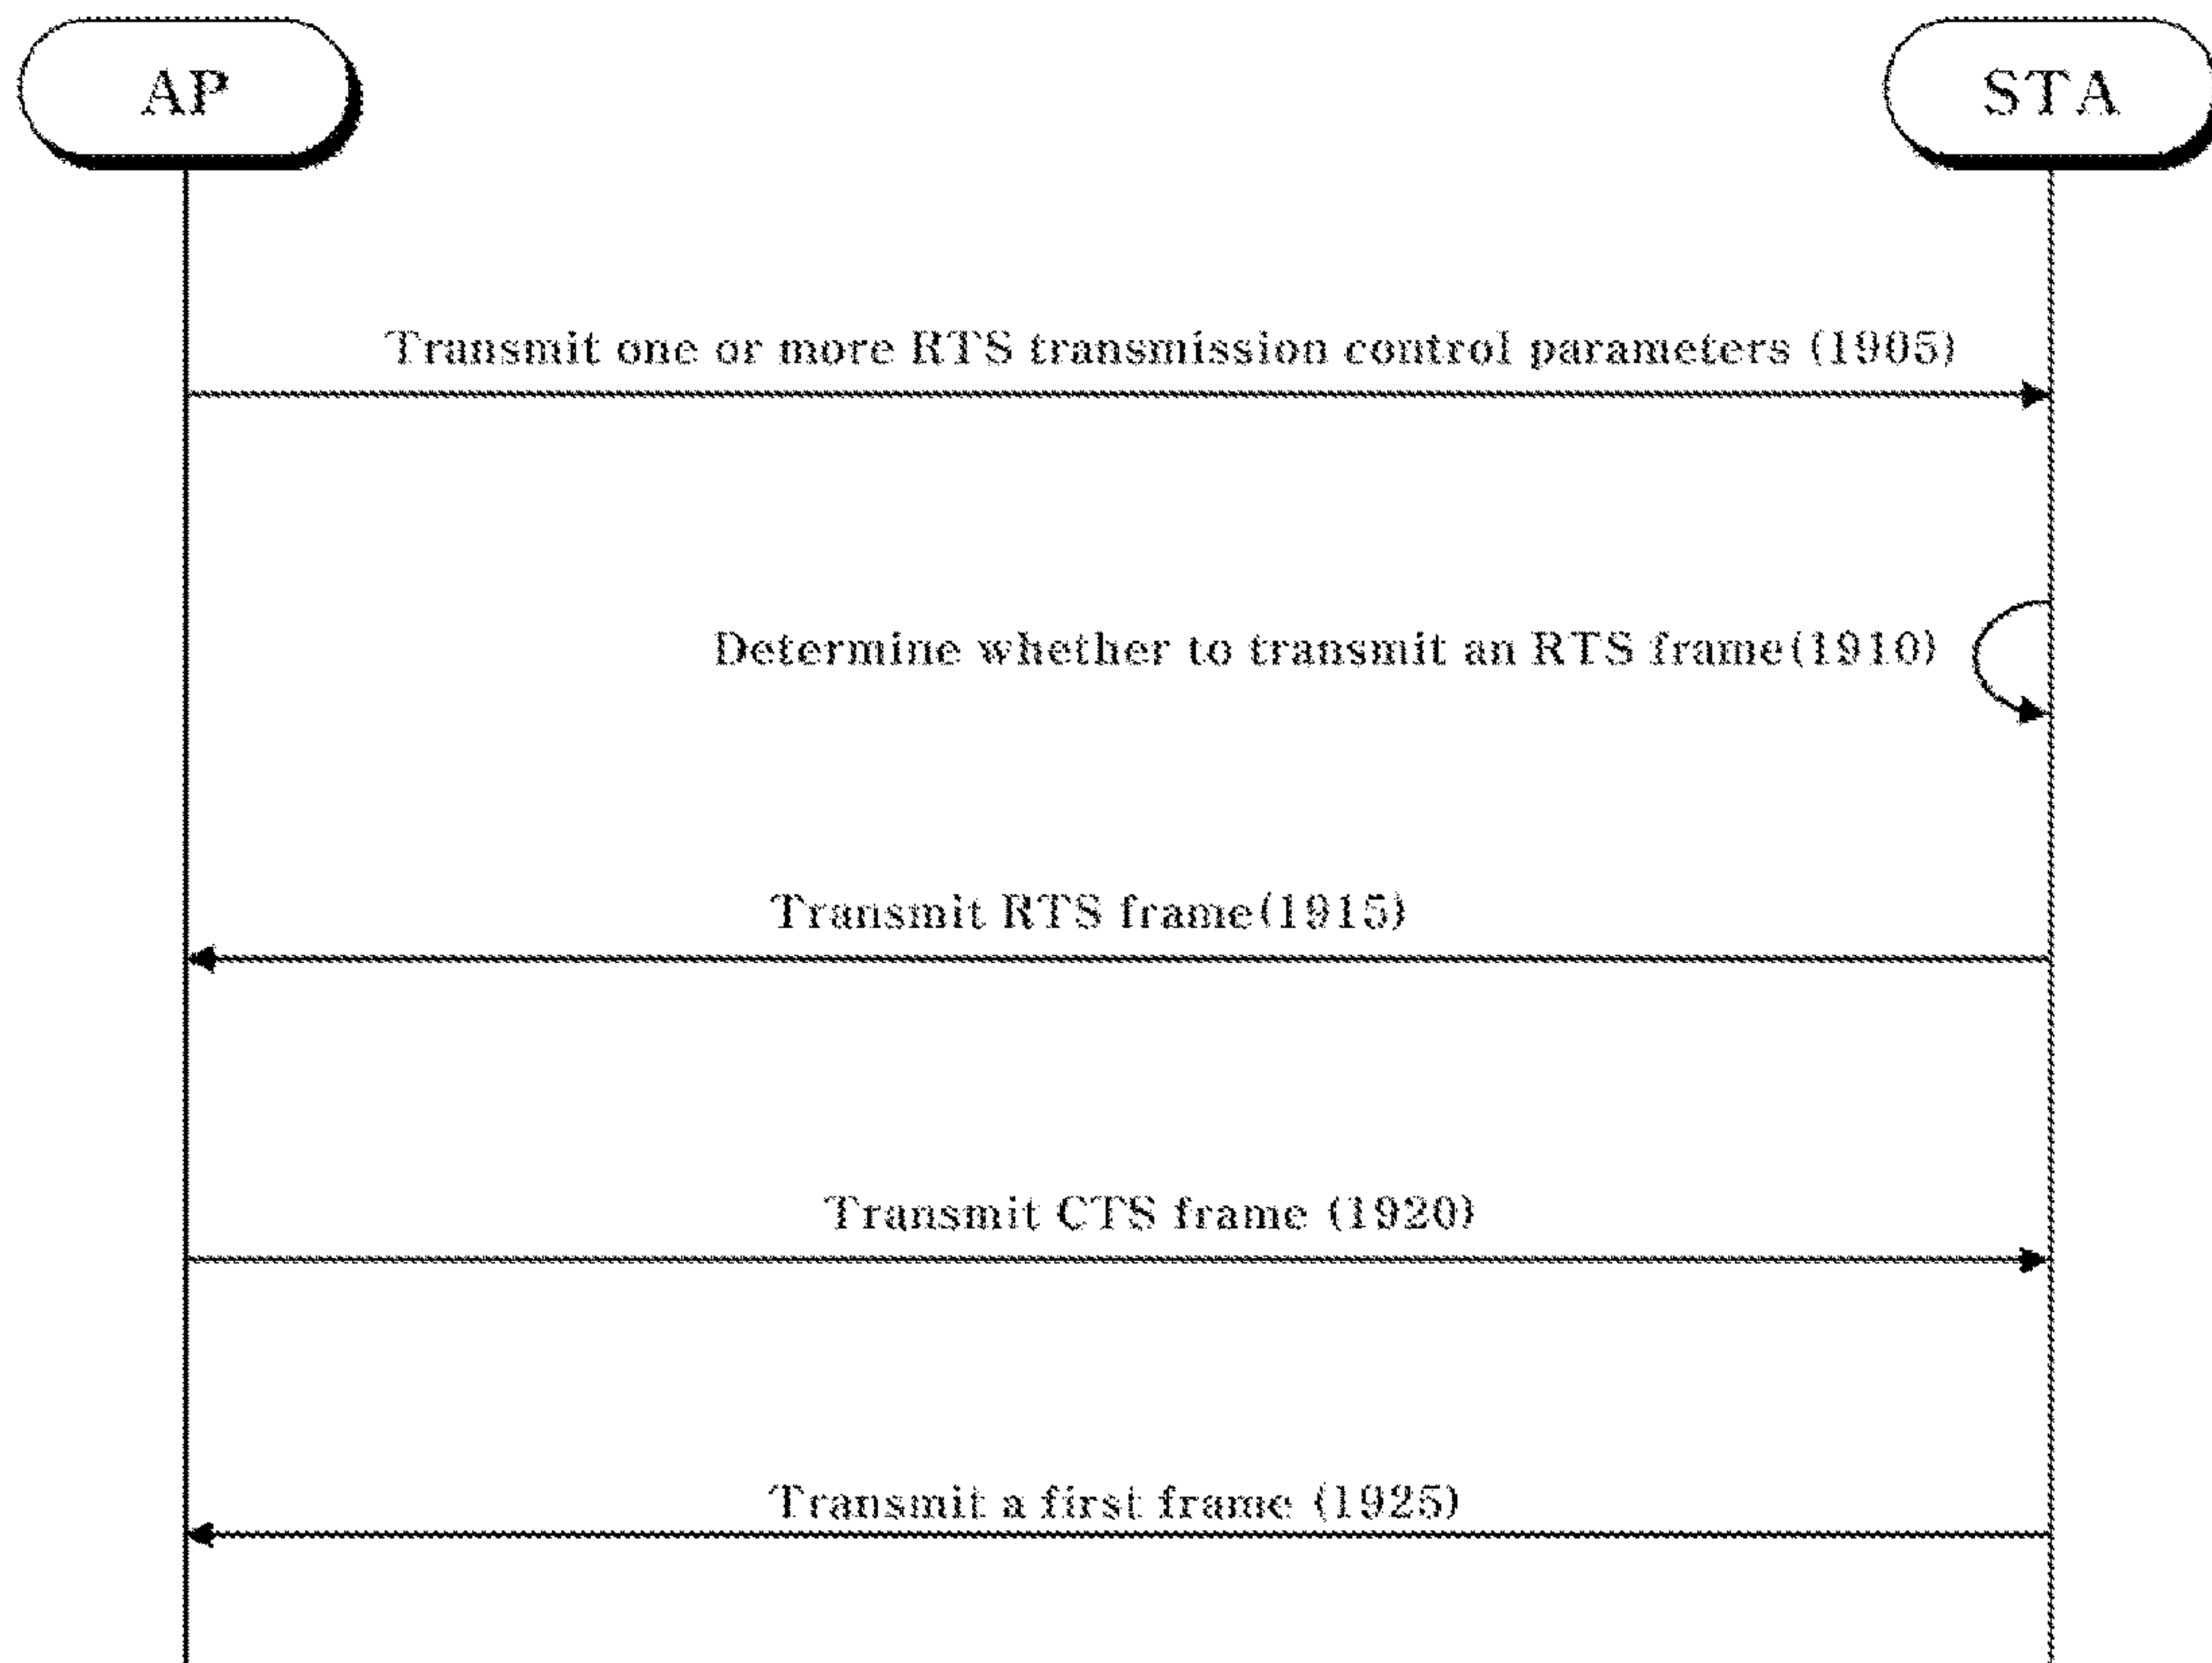 AP
STA
Transmit one or more RTS transmission control parameters (1905)
Determine whether to transmit an RTS frame(1910)
Transmit RTS frame(1915)
Transmit CTS frame (1920)
Transmit a first frame (1925)